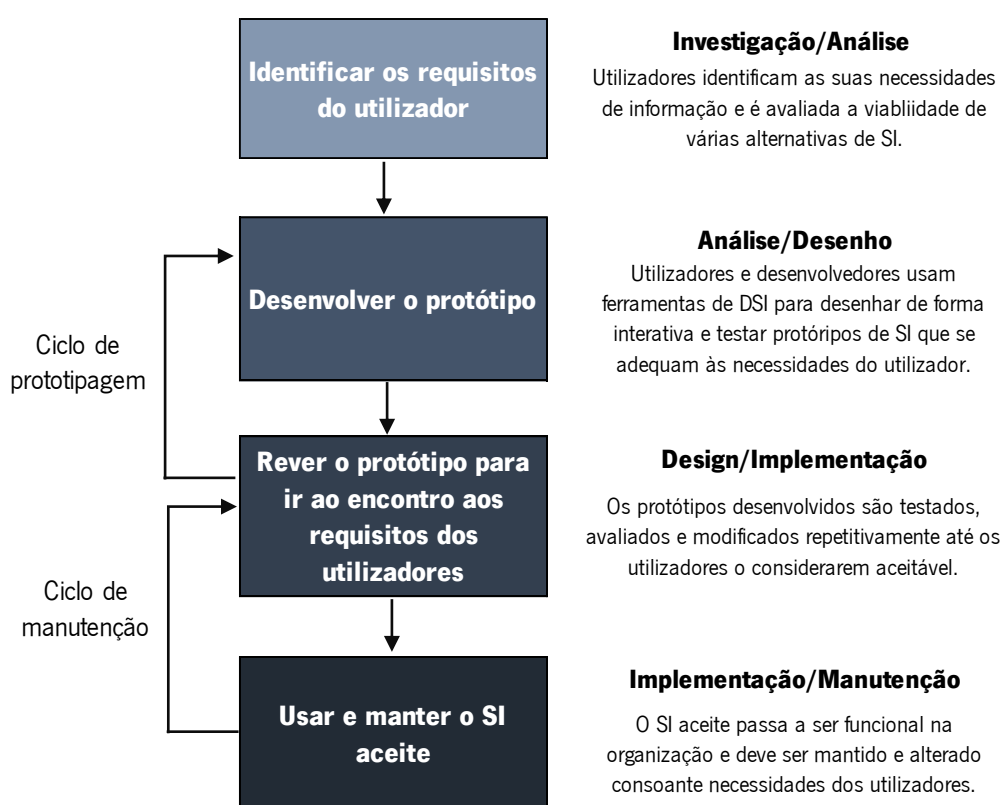 Identificar os requisitos
do utilizador
Investigação/Análise
Utilizadores identificam as suas necessidades
de informação e é avaliada a viabliidade de
várias alternativas de SI.
Desenvolver o protótipo
Análise/Desenho
Utilizadores e desenvolvedores usam
ferramentas de DSI para desenhar de forma
interativa e testar protóripos de SI que se
adequam às necessidades do utilizador.
Ciclo de
prototipagem
Rever o protótipo para
ir ao encontro aos
requisitos dos
utilizadores
Design/Implementação
Os protótipos desenvolvidos são testados,
avaliados e modificados repetitivamente até os
utilizadores o considerarem aceitável.
Ciclo de
manutenção
Usar e manter o SI
aceite
Implementação/Manutenção
O SI aceite passa a ser funcional na
organização e deve ser mantido e alterado
consoante necessidades dos utilizadores.